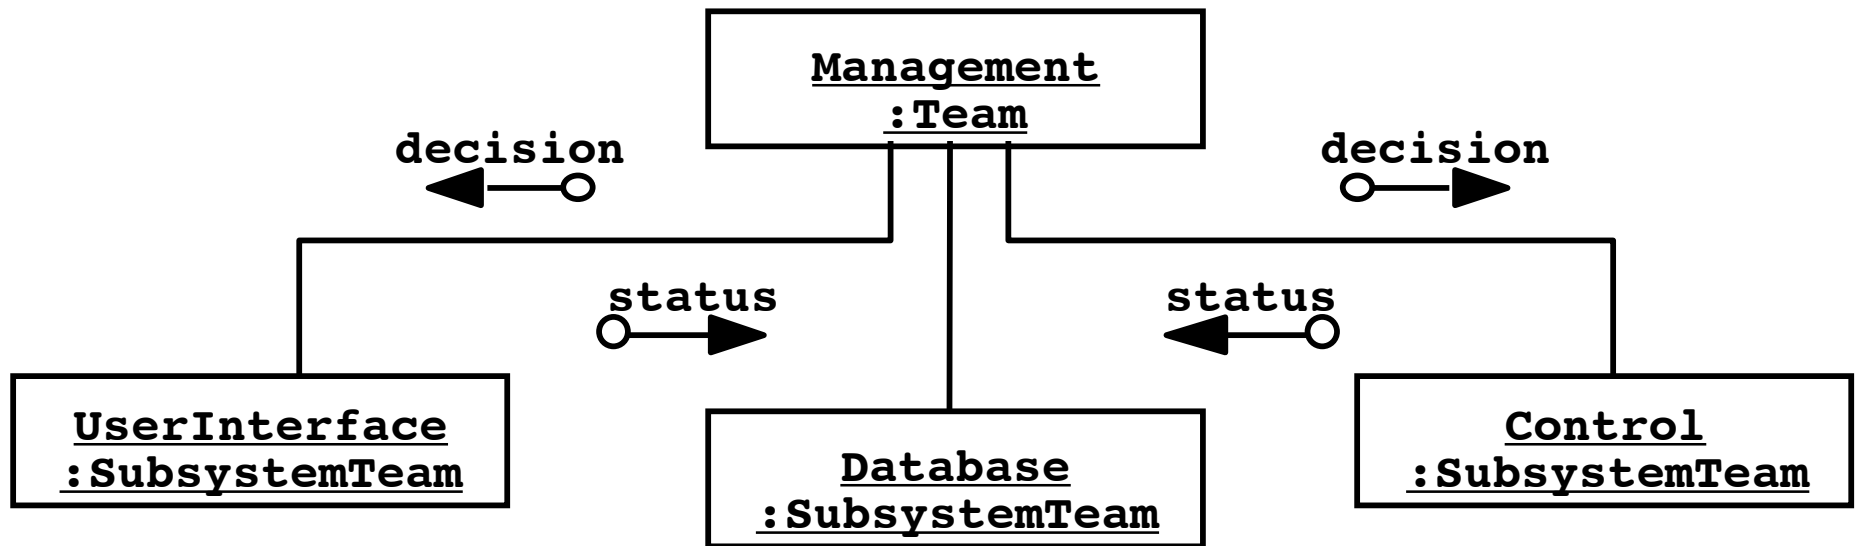 Management
:Team
decision
decision
status
status
UserInterface
:SubsystemTeam
Database
:SubsystemTeam
Control
:SubsystemTeam